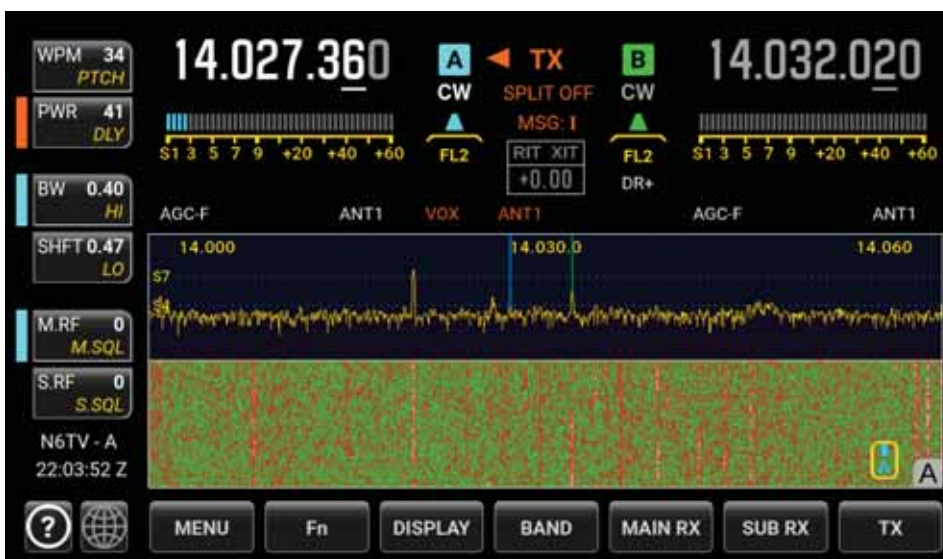 WPM 34
PTCH
PWR 41
DLY
BW 0.40
HI
SHFT 0.47
LO
M.RF 0
M.SQL
S.RF 0
S.SQL
N6TV - A
22:03:52 Z
14.027.360
A TX B
14.032.020
CW SPLIT OFF CW
MSG: I
S1 3 5 7 9 +20 +40 +60
FL2 RIT XIT FL2
S1 3 5 7 9 +20 +40 +60
+0.00 DR+
AGC-F ANT1 VOX ANT1 AGC-F ANT1
14.000 14.030.0 14.060
S7
A
? MENU Fn DISPLAY BAND MAIN RX SUB RX TX